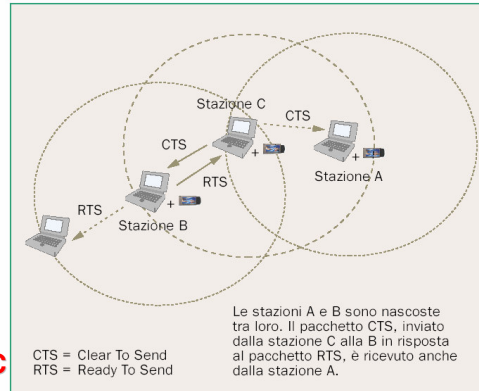 Stazione C
CTS
CTS
+
+
RTS
Stazione A
RTS
+
Stazione B
Le stazioni A e B sono nascoste
tra loro. Il pacchetto CTS, inviato
dalla stazione C alla B in risposta
al pacchetto RTS, è ricevuto anche
dalla stazione A.
C
CTS = Clear To Send
RTS = Ready To Send